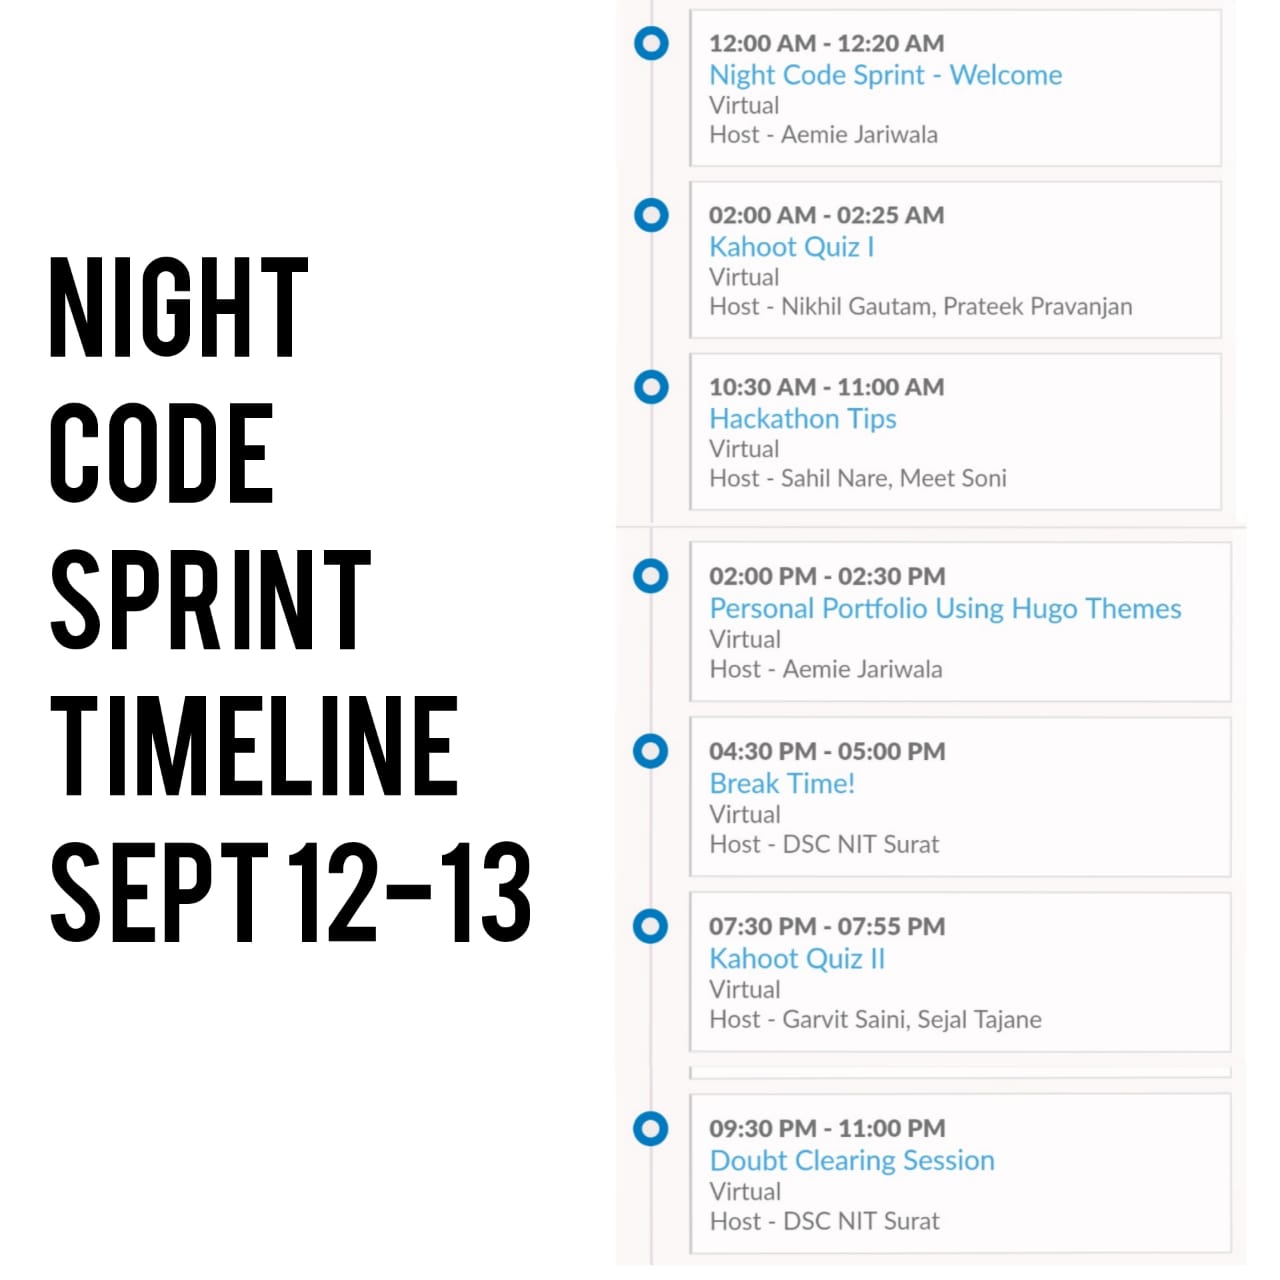 NIGHT
CODE
SPRINT
TIMELINE
SEPT 12-13
12:00 AM - 12:20 AM
Night Code Sprint - Welcome
Virtual
Host - Aemie Jariwala
02:00 AM - 02:25 AM
Kahoot Quiz I
Virtual
Host - Nikhil Gautam, Prateek Pravanjan
10:30 AM - 11:00 AM
Hackathon Tips
Virtual
Host - Sahil Nare, Meet Soni
02:00 PM - 02:30 PM
Personal Portfolio Using Hugo Themes
Virtual
Host - Aemie Jariwala
04:30 PM - 05:00 PM
Break Time!
Virtual
Host - DSC NIT Surat
07:30 PM - 07:55 PM
Kahoot Quiz II
Virtual
Host - Garvit Saini, Sejal Tajane
09:30 PM - 11:00 PM
Doubt Clearing Session
Virtual
Host - DSC NIT Surat